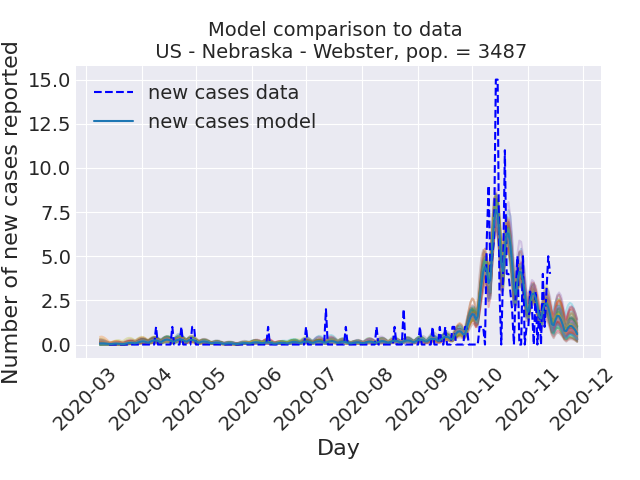 Model comparison to data
US - Nebraska - Webster, pop. = 3487
Number of new cases reported
15.0
12.5
10.0
7.5
5.0
2.5
0.0
new cases data
new cases model
2020-03
2020-04
2020-05
2020-06
2020-07
2020-08
2020-09
2020-10
2020-11
2020-12
Day